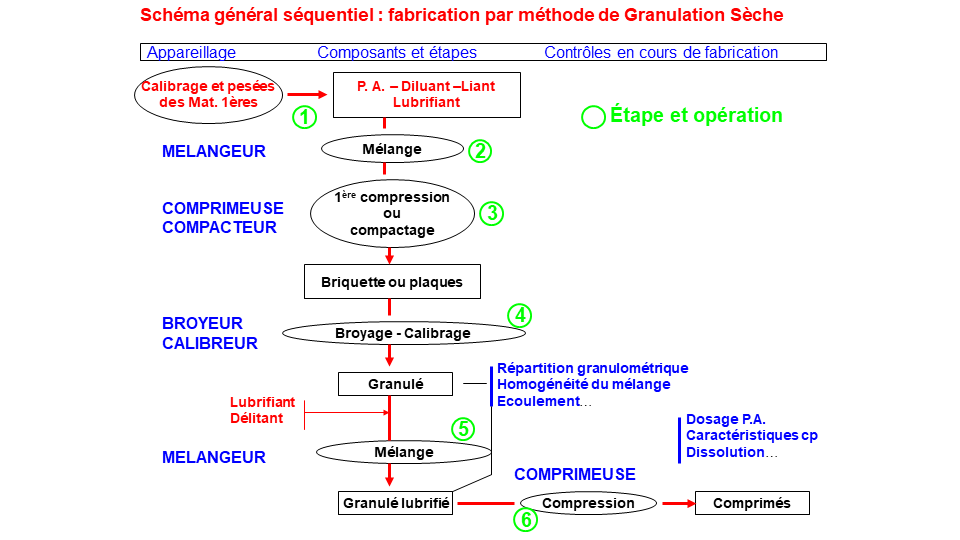 Schéma général séquentiel : fabrication par méthode de Granulation Sèche
Appareillage
Composants et étapes
Contrôles en cours de fabrication
Calibrage et pesées
des Mat. 1ères
1
P. A. – Diluant –Liant
Lubrifiant
Étape et opération
MELANGEUR
Mélange
2
COMPRIMEUSE
COMPACTEUR
1ère compression
ou
compactage
3
Briquette ou plaques
BROYEUR
CALIBREUR
Broyage - Calibrage
4
Granulé
Répartition granulométrique
Homogénéité du mélange
Ecoulement…
Lubrifiant
Délitant
Dosage P.A.
Caractéristiques cp
Dissolution…
MELANGEUR
Mélange
5
COMPRIMEUSE
Granulé lubrifié
Compression
6
Comprimés